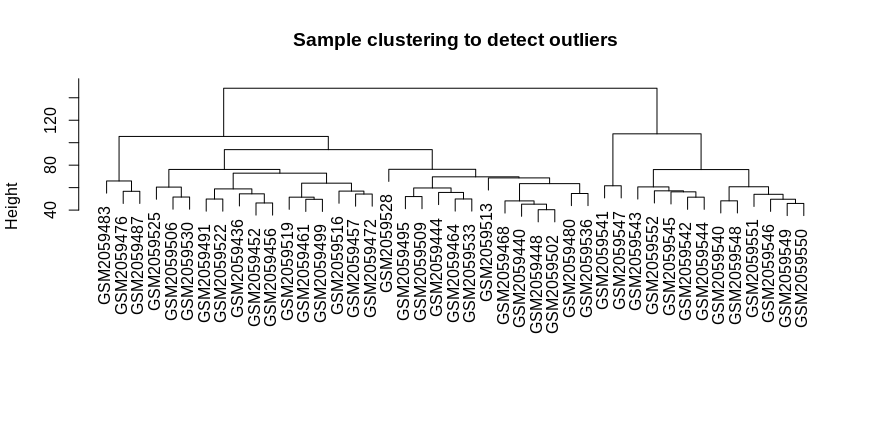 Sample clustering to detect outliers
Height
120
80
40
GSM2059483
GSM2059476
GSM2059487
GSM2059525
GSM2059506
GSM2059530
GSM2059491
GSM2059522
GSM2059436
GSM2059452
GSM2059456
GSM2059519
GSM2059461
GSM2059499
GSM2059516
GSM2059457
GSM2059472
GSM2059528
GSM2059495
GSM2059509
GSM2059444
GSM2059464
GSM2059533
GSM2059513
GSM2059468
GSM2059440
GSM2059448
GSM2059502
GSM2059480
GSM2059536
GSM2059541
GSM2059547
GSM2059543
GSM2059552
GSM2059545
GSM2059542
GSM2059544
GSM2059540
GSM2059548
GSM2059551
GSM2059546
GSM2059549
GSM2059550